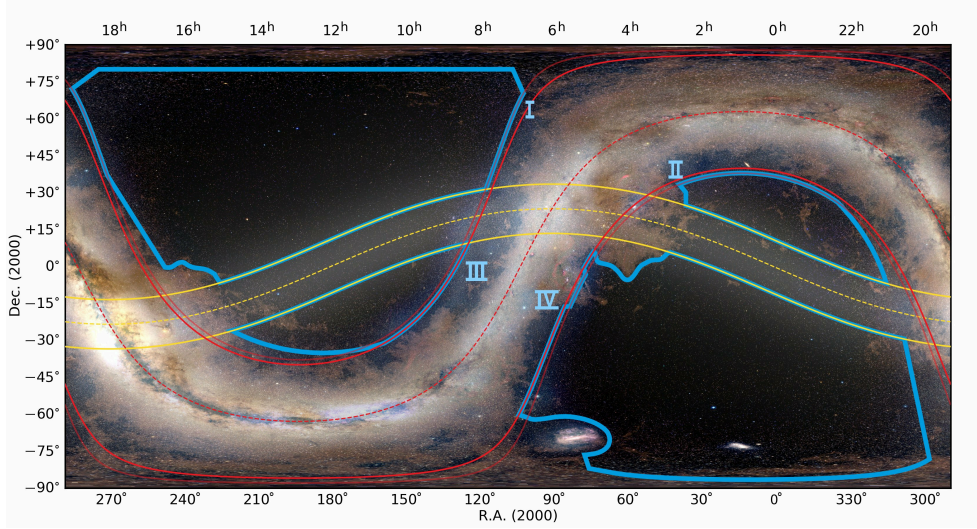 18ʰ 16ʰ 14ʰ 12ʰ 10ʰ 8ʰ 6ʰ 4ʰ 2ʰ 0ʰ 22ʰ 20ʰ
+90°
+75°
+60°
+45°
+30°
+15°
0°
−15°
−30°
−45°
−60°
−75°
−90°
Dec. (2000)
I
II
III
IV
270° 240° 210° 180° 150° 120° 90° 60° 30° 0° 330° 300°
R.A. (2000)